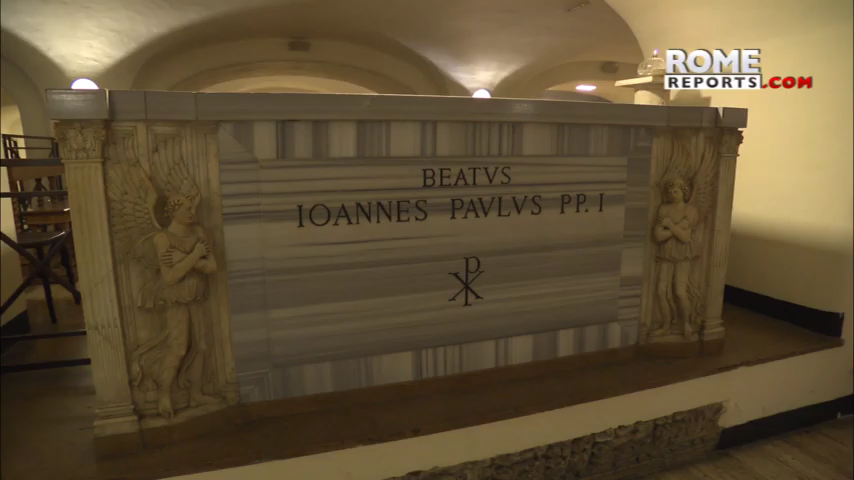 ROME
REPORTS.COM
BEATVS
IOANNES PAVLVS PP. I